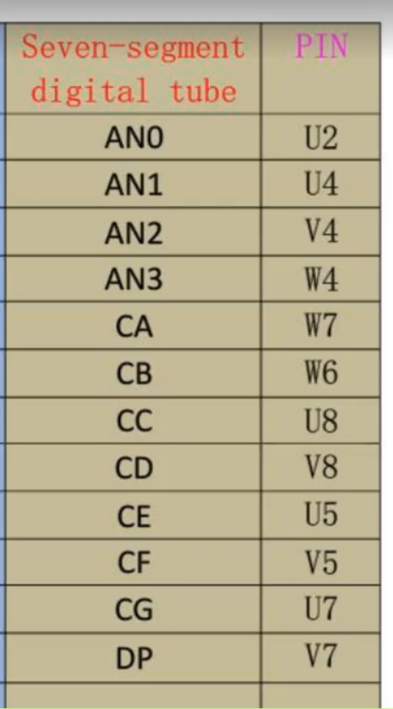 Seven-segment PIN
digital tube
AN0 U2
AN1 U4
AN2 V4
AN3 W4
CA W7
CB W6
CC U8
CD V8
CE U5
CF V5
CG U7
DP V7